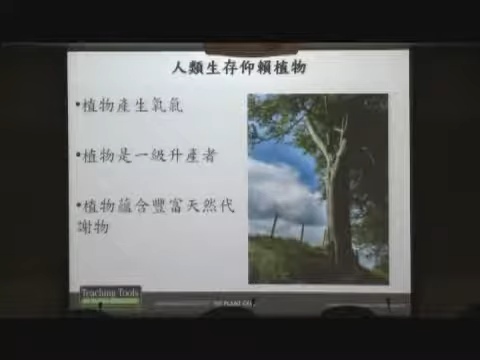 人類生存仰賴植物
•植物產生氧氣
•植物是一級升產者
•植物蘊含豐富天然代
謝物
Teaching Tools